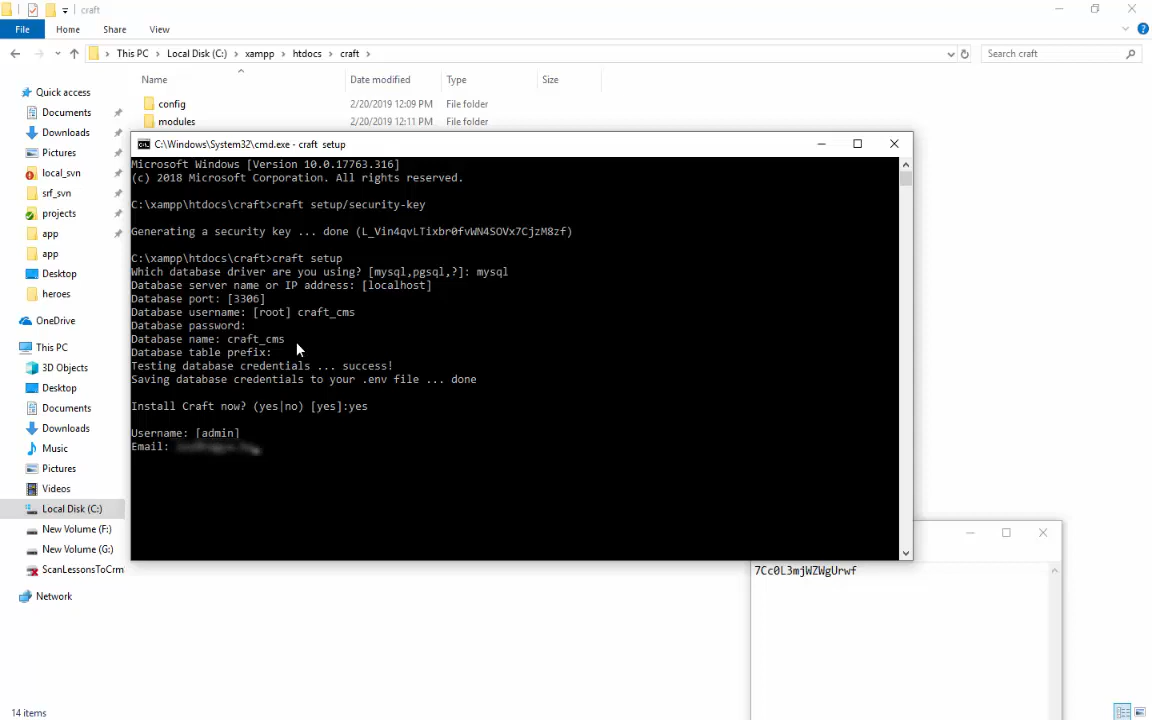 craft
File
Home
Share
View
This PC
Local Disk (C:)
xampp
htdocs
craft
Search craft
Name
Date modified
Type
Size
config
2/20/2019 12:09 PM
File folder
modules
2/20/2019 12:11 PM
File folder
Quick access
Documents
Downloads
Pictures
local_svn
srf_svn
projects
app
app
Desktop
heroes
OneDrive
This PC
3D Objects
Desktop
Documents
Downloads
Music
Pictures
Videos
Local Disk (C:)
New Volume (F:)
New Volume (G:)
ScanLessonsToCrm
Network
14 items
C:\Windows\System32\cmd.exe - craft setup
Microsoft Windows [Version 10.0.17763.316]
(c) 2018 Microsoft Corporation. All rights reserved.
C:\xampp\htdocs\craft>craft setup/security-key
Generating a security key ... done (L_Vin4qvLTixbr0fvWN4SOVx7CjzM8zf)
C:\xampp\htdocs\craft>craft setup
Which database driver are you using? [mysql,pgsql,?]: mysql
Database server name or IP address: [localhost]
Database port: [3306]
Database username: [root] craft_cms
Database password:
Database name: craft_cms
Database table prefix:
Testing database credentials ... success!
Saving database credentials to your .env file ... done
Install Craft now? (yes|no) [yes]:yes
Username: [admin]
Email:
7Cc0L3mjWZWgUrwf